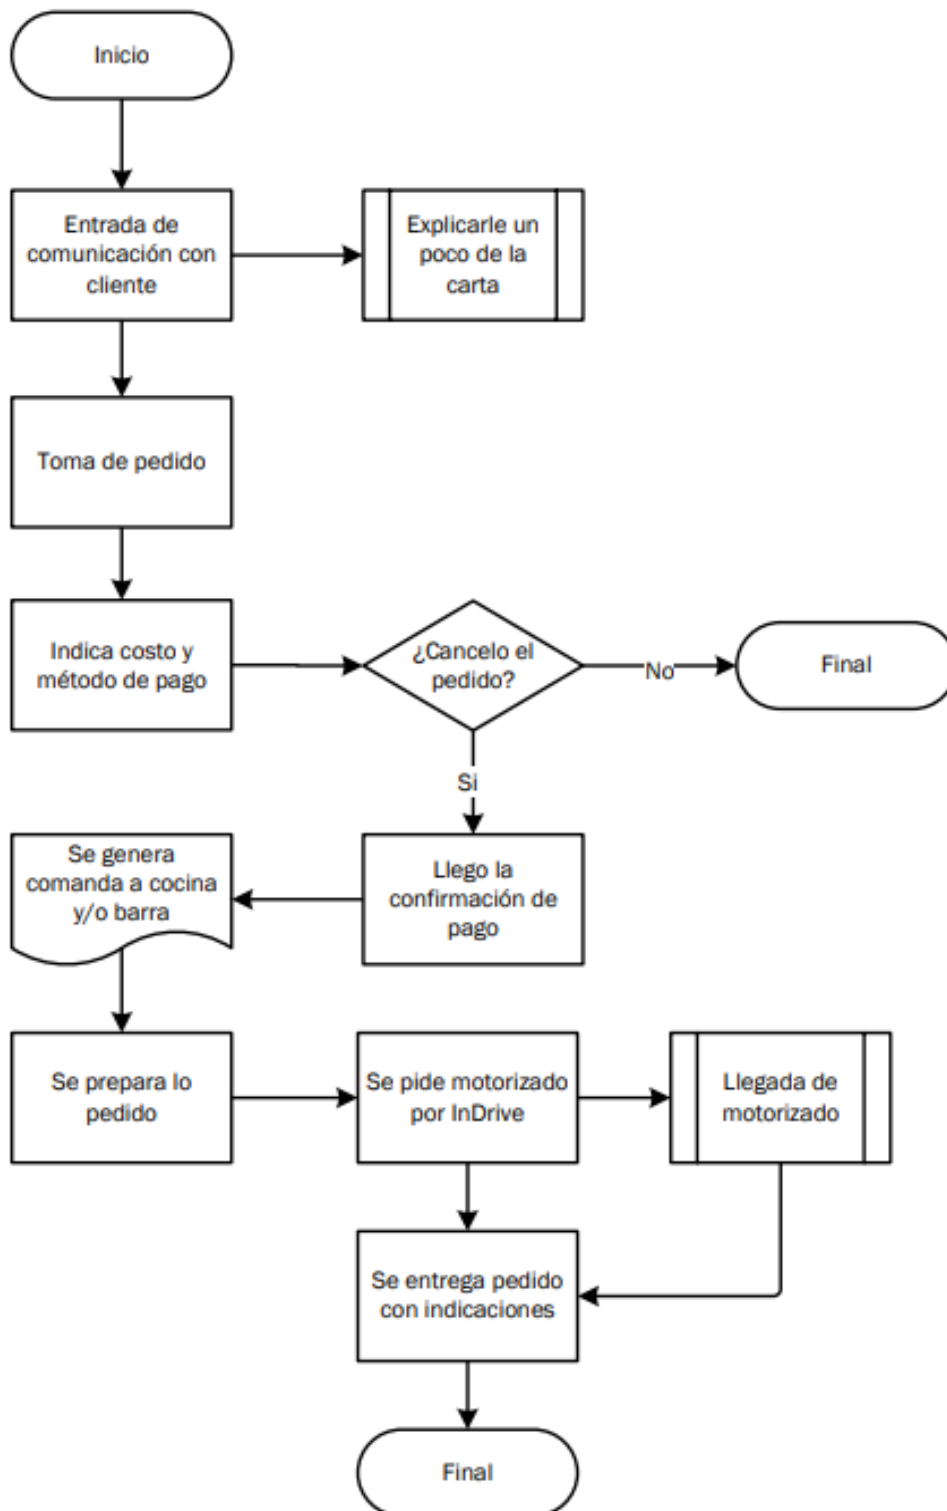 Inicio
Entrada de
comunicación con
cliente
Explicarle un
poco de la
carta
Toma de pedido
Indica costo y
método de pago
¿Cancelo el
pedido?
No
Final
Si
Se genera
comanda a cocina
y/o barra
Llego la
confirmación de
pago
Se prepara lo
pedido
Se pide motorizado
por InDrive
Llegada de
motorizado
Se entrega pedido
con indicaciones
Final